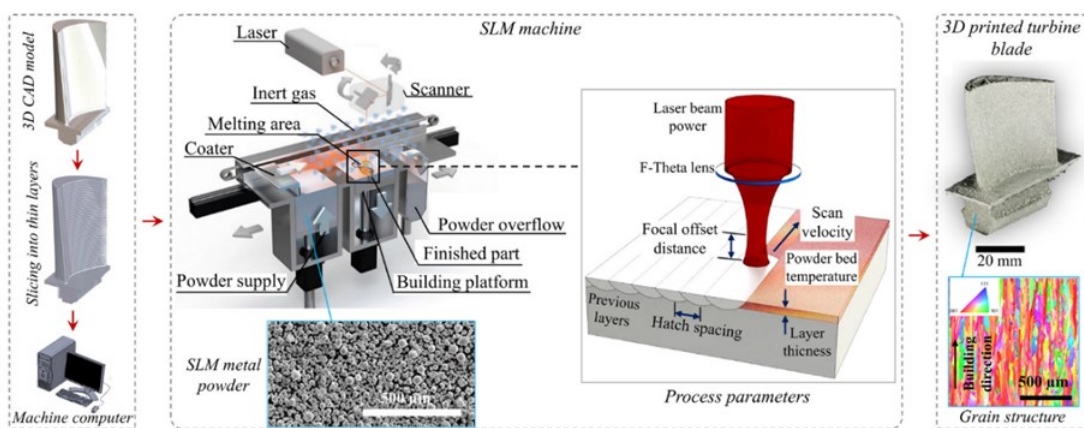 3D CAD model
Slicing into thin layers
Machine computer
SLM machine
Laser
Scanner
Inert gas
Melting area
Coater
Powder overflow
Finished part
Powder supply
Building platform
SLM metal
powder
500 µm
Laser beam
power
F-Theta lens
Focal offset
distance
Scan
velocity
Powder bed
temperature
Previous
layers
Hatch spacing
Layer
thicness
Process parameters
3D printed turbine
blade
20 mm
Building
direction
500 µm
Grain structure